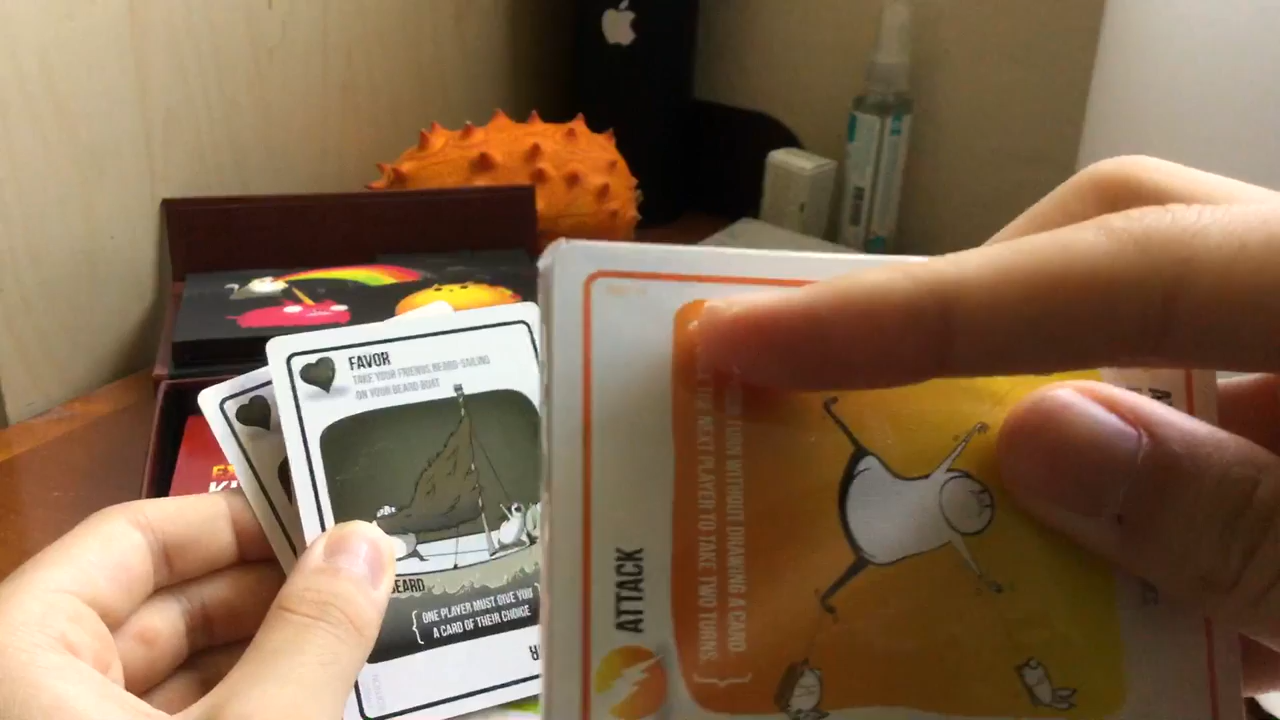 FAVOR
TAKE YOUR FRIENDS BEARD-SAILING
ON YOUR BEARD-BOAT
BEARD
ONE PLAYER MUST GIVE YOU
A CARD OF THEIR CHOICE
ATTACK
TURN WITHOUT DRAWING A CARD
THE NEXT PLAYER TO TAKE TWO TURNS.